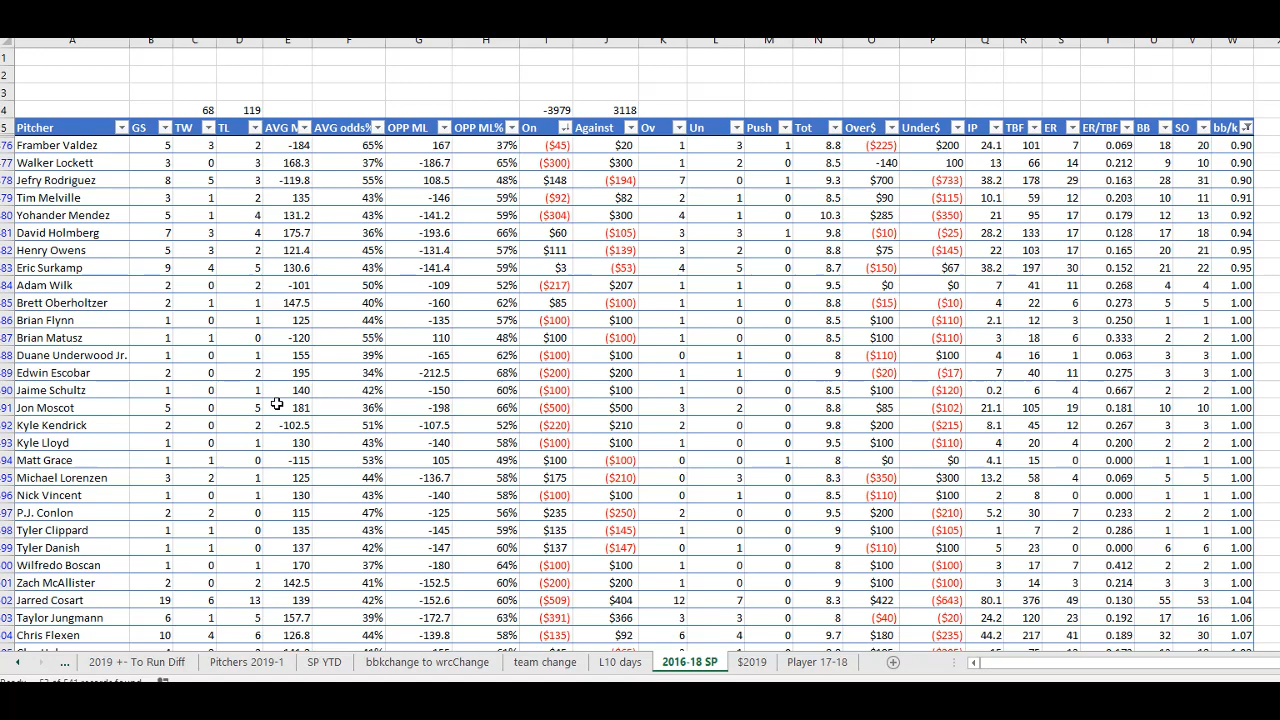 A B C D E F G H I J K L M N O P Q R S T U V W
1
2
3
4 68 119 -3979 3118
5 Pitcher GS TW TL AVG M AVG odds% OPP ML OPP ML% On Against Ov Un Push Tot Over$ Under$ IP TBF ER ER/TBF BB SO bb/k
76 Framber Valdez 5 3 2 -184 65% 167 37% ($45) $20 1 3 1 8.8 ($225) $200 24.1 101 7 0.069 18 20 0.90
77 Walker Lockett 3 0 3 168.3 37% -186.7 65% ($300) $300 1 2 0 8.8 -140 100 13 66 14 0.212 9 10 0.90
78 Jefry Rodriguez 8 5 3 -119.8 55% 108.5 48% $148 ($194) 7 0 1 9.3 $700 ($733) 38.2 178 29 0.163 28 31 0.90
79 Tim Melville 3 1 2 135 43% -146 59% ($92) $82 2 1 0 8.5 $90 ($115) 10.1 59 12 0.203 10 11 0.91
80 Yohander Mendez 5 1 4 131.2 43% -141.2 59% ($304) $300 4 1 0 10.3 $285 ($350) 21 95 17 0.179 12 13 0.92
81 David Holmberg 7 3 4 175.7 36% -193.6 66% $60 ($105) 3 3 1 9.8 ($10) ($25) 28.2 133 17 0.128 17 18 0.94
82 Henry Owens 5 3 2 121.4 45% -131.4 57% $111 ($139) 3 2 0 8.8 $75 ($145) 22 103 17 0.165 20 21 0.95
83 Eric Surkamp 9 4 5 130.6 43% -141.4 59% $3 ($53) 4 5 0 8.7 ($150) $67 38.2 197 30 0.152 21 22 0.95
84 Adam Wilk 2 0 2 -101 50% -109 52% ($217) $207 1 1 0 9.5 $0 $0 7 41 11 0.268 4 4 1.00
85 Brett Oberholtzer 2 1 1 147.5 40% -160 62% $85 ($100) 1 1 0 8.8 ($15) ($10) 4 22 6 0.273 5 5 1.00
86 Brian Flynn 1 0 1 125 44% -135 60% ($100) $100 1 0 0 8.5 $100 ($110) 2.1 12 3 0.250 1 1 1.00
87 Brian Matusz 1 1 0 -120 55% 110 48% $100 ($100) 1 0 0 8.5 $100 ($110) 3 18 6 0.333 2 2 1.00
88 Duane Underwood Jr. 1 0 1 155 39% -165 62% ($100) $100 0 1 0 8 ($110) $100 4 16 1 0.063 3 3 1.00
89 Edwin Escobar 2 0 2 195 34% -212.5 68% ($200) $200 1 1 0 9 ($20) ($17) 7 40 11 0.275 3 3 1.00
90 Jaime Schultz 1 0 1 140 42% -150 60% ($100) $100 1 0 0 8.5 $100 ($120) 0.2 6 4 0.667 2 2 1.00
91 Jon Moscot 5 0 5 181 36% -198 66% ($500) $500 3 2 0 8.8 $85 ($102) 21.1 105 19 0.181 10 10 1.00
92 Kyle Kendrick 2 0 2 -102.5 51% -107.5 52% ($220) $210 2 0 0 9.8 $200 ($215) 8.1 45 12 0.267 3 3 1.00
93 Kyle Lloyd 1 0 1 130 43% -140 58% ($100) $100 1 0 0 9.5 $100 ($110) 4 20 4 0.200 2 2 1.00
94 Matt Grace 1 1 0 -115 53% 105 49% $100 ($100) 0 0 1 8 $0 $0 4.1 15 0 0.000 1 1 1.00
95 Michael Lorenzen 3 2 1 125 44% -136.7 58% $175 ($210) 0 3 0 8.3 ($350) $300 13.2 58 4 0.069 5 5 1.00
96 Nick Vincent 1 0 1 130 43% -140 58% ($100) $100 0 1 0 8.5 ($110) $100 2 8 0 0.000 1 1 1.00
97 P.J. Conlon 2 2 0 115 47% -125 56% $235 ($250) 2 0 0 9.5 $200 ($210) 5.2 30 7 0.233 2 2 1.00
98 Tyler Clippard 1 1 0 135 43% -145 59% $135 ($145) 1 0 0 9 $100 ($105) 1 7 2 0.286 1 1 1.00
99 Tyler Danish 1 1 0 137 42% -147 60% $137 ($147) 0 1 0 9 ($110) $100 5 23 0 0.000 6 6 1.00
00 Wilfredo Boscan 1 0 1 170 37% -180 64% ($100) $100 1 0 0 8 $100 ($100) 3 17 7 0.412 2 2 1.00
01 Zach McAllister 2 0 2 142.5 41% -152.5 60% ($200) $200 1 0 0 9 $100 ($100) 3 14 3 0.214 2 2 1.00
02 Jarred Cosart 19 6 13 139 42% -152.6 60% ($509) $404 12 7 0 8.3 $422 ($643) 80.1 376 49 0.130 55 53 1.04
03 Taylor Jungmann 6 1 5 157.7 39% -172.7 63% ($391) $366 3 3 0 8.5 ($40) ($20) 24.2 120 23 0.192 17 16 1.06
04 Chris Flexen 10 4 6 126.8 44% -139.8 58% ($135) $92 6 4 0 9.7 $180 ($235) 44.2 217 41 0.189 32 30 1.07
... 2019 +- To Run Diff Pitchers 2019-1 SP YTD bbkchange to wrcChange team change L10 days 2016-18 SP $2019 Player 17-18